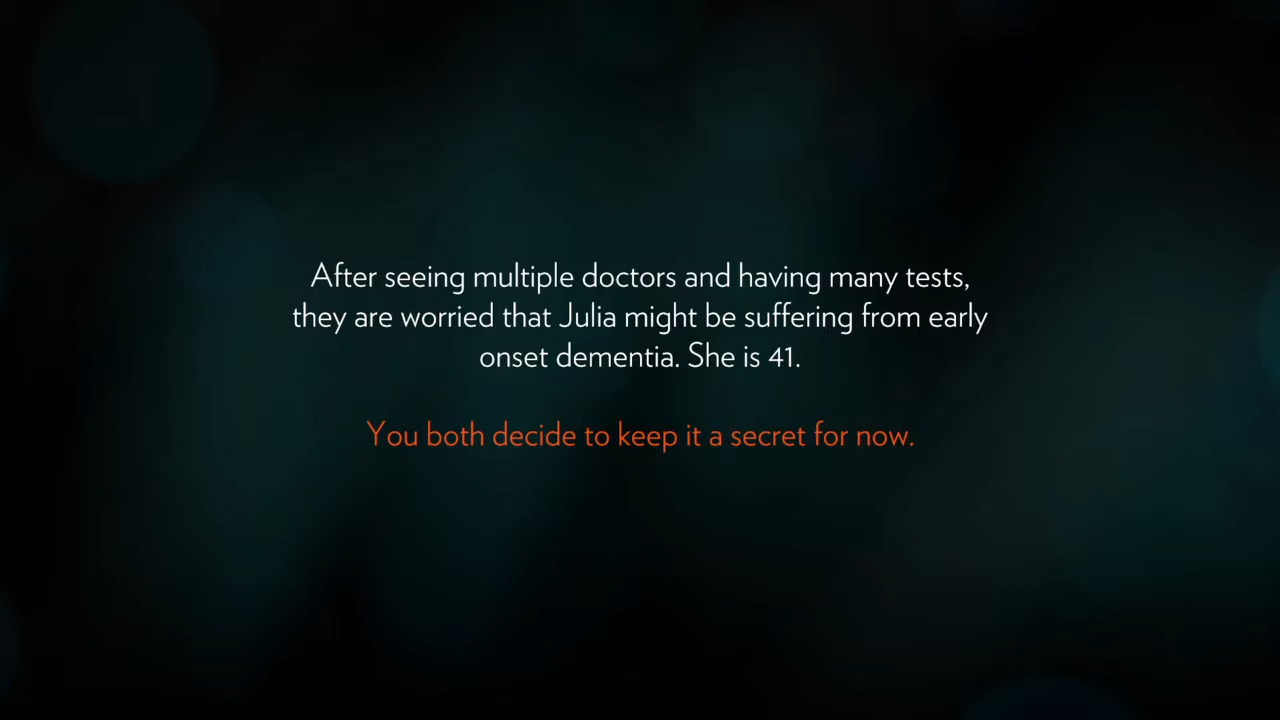 After seeing multiple doctors and having many tests,
they are worried that Julia might be suffering from early
onset dementia. She is 41.
You both decide to keep it a secret for now.